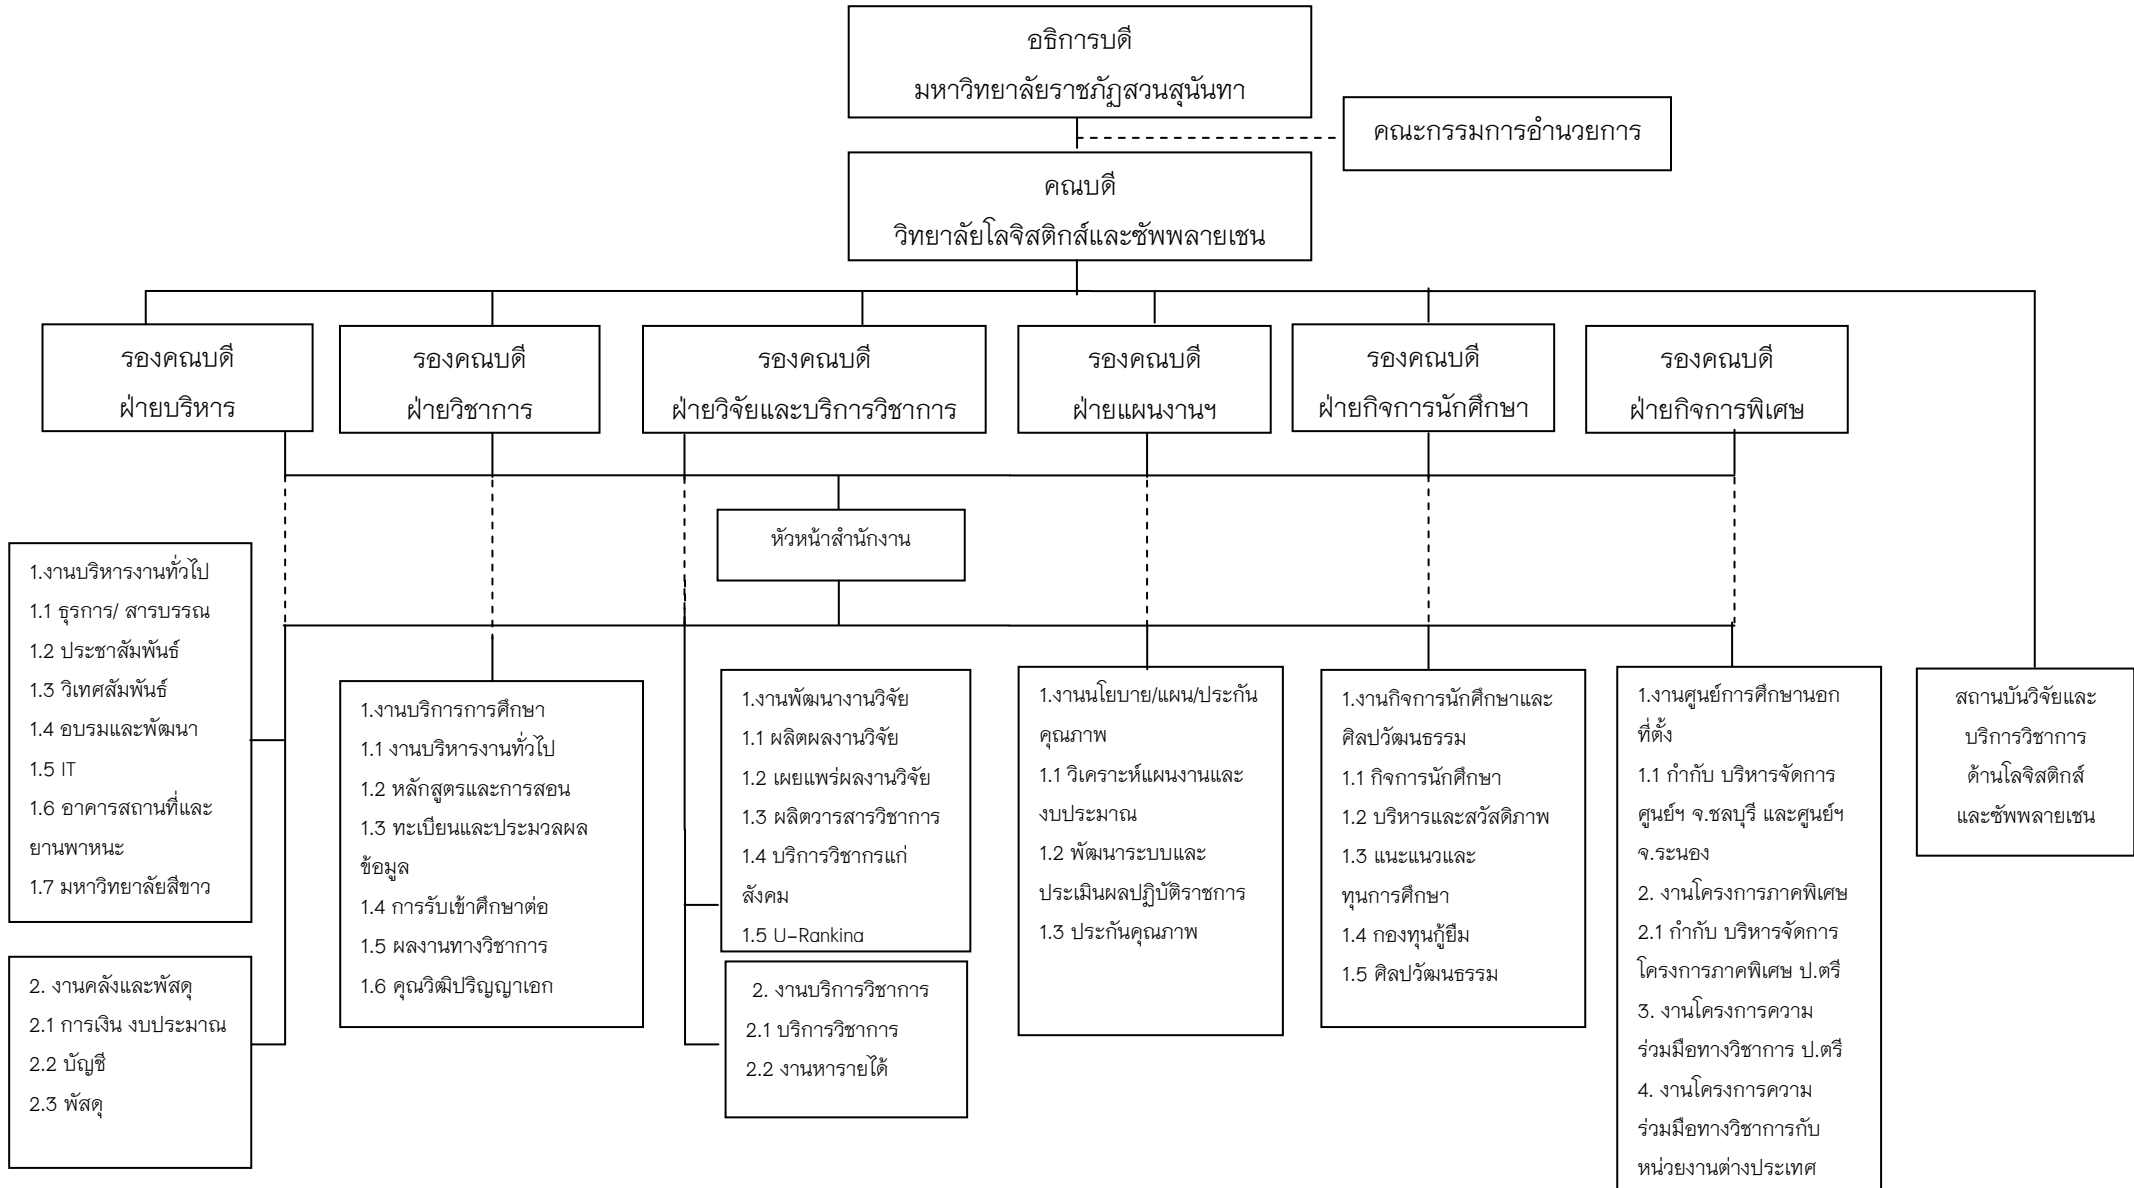 อธิการบดี
มหาวิทยาลัยราชภัฏสวนสุนันทา
คณะกรรมการอำนวยการ
คณบดี
วิทยาลัยโลจิสติกส์และซัพพลายเชน
รองคณบดี
ฝ่ายบริหาร
รองคณบดี
ฝ่ายวิชาการ
รองคณบดี
ฝ่ายวิจัยและบริการวิชาการ
รองคณบดี
ฝ่ายแผนงานฯ
รองคณบดี
ฝ่ายกิจการนักศึกษา
รองคณบดี
ฝ่ายกิจการพิเศษ
หัวหน้าสำนักงาน
1.งานบริหารงานทั่วไป
1.1 ธุรการ/ สารบรรณ
1.2 ประชาสัมพันธ์
1.3 วิเทศสัมพันธ์
1.4 อบรมและพัฒนา
1.5 IT
1.6 อาคารสถานที่และ
ยานพาหนะ
1.7 มหาวิทยาลัยสีขาว
2. งานคลังและพัสดุ
2.1 การเงิน งบประมาณ
2.2 บัญชี
2.3 พัสดุ
1.งานบริการการศึกษา
1.1 งานบริหารงานทั่วไป
1.2 หลักสูตรและการสอน
1.3 ทะเบียนและประมวลผล
ข้อมูล
1.4 การรับเข้าศึกษาต่อ
1.5 ผลงานทางวิชาการ
1.6 คุณวุฒิปริญญาเอก
1.งานพัฒนางานวิจัย
1.1 ผลิตผลงานวิจัย
1.2 เผยแพร่ผลงานวิจัย
1.3 ผลิตวารสารวิชาการ
1.4 บริการวิชากรแก่
สังคม
1.5 U-Ranking
2. งานบริการวิชาการ
2.1 บริการวิชาการ
2.2 งานหารายได้
1.งานนโยบาย/แผน/ประกัน
คุณภาพ
1.1 วิเคราะห์แผนงานและ
งบประมาณ
1.2 พัฒนาระบบและ
ประเมินผลปฏิบัติราชการ
1.3 ประกันคุณภาพ
1.งานกิจการนักศึกษาและ
ศิลปวัฒนธรรม
1.1 กิจการนักศึกษา
1.2 บริหารและสวัสดิภาพ
1.3 แนะแนวและ
ทุนการศึกษา
1.4 กองทุนกู้ยืม
1.5 ศิลปวัฒนธรรม
1.งานศูนย์การศึกษานอก
ที่ตั้ง
1.1 กำกับ บริหารจัดการ
ศูนย์ฯ จ.ชลบุรี และศูนย์ฯ
จ.ระนอง
2. งานโครงการภาคพิเศษ
2.1 กำกับ บริหารจัดการ
โครงการภาคพิเศษ ป.ตรี
3. งานโครงการความ
ร่วมมือทางวิชาการ ป.ตรี
4. งานโครงการความ
ร่วมมือทางวิชาการกับ
หน่วยงานต่างประเทศ
สถานบันวิจัยและ
บริการวิชาการ
ด้านโลจิสติกส์
และซัพพลายเชน